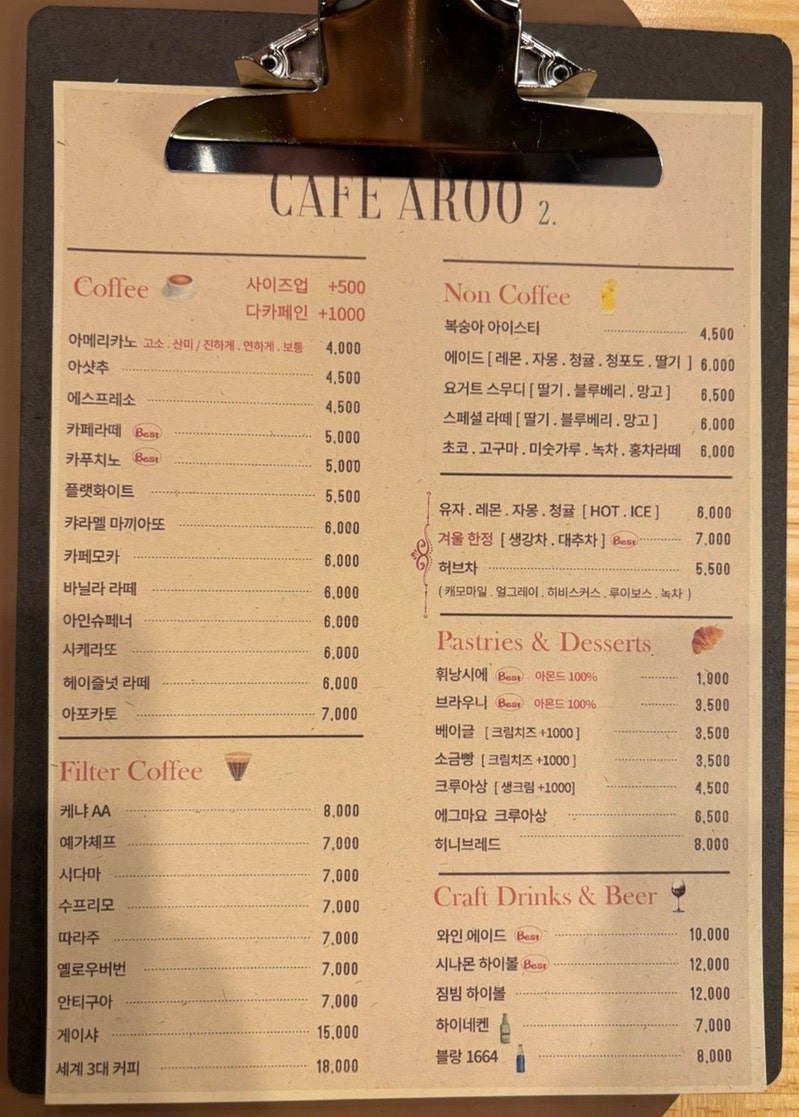 CAFE AROO 2.
Coffee 사이즈업 +500
다카페인 +1000
아메리카노 고소 . 산미 / 진하게 . 연하게 . 보통 4,000
아샷추 4,500
에스프레소 4,500
카페라떼 Best 5,000
카푸치노 Best 5,000
플랫화이트 5,500
캬라멜 마끼아또 6,000
카페모카 6,000
바닐라 라떼 6,000
아인슈페너 6,000
사케라또 6,000
헤이즐넛 라떼 6,000
아포카토 7,000
Filter Coffee
케냐 AA 8,000
예가체프 7,000
시다마 7,000
수프리모 7,000
따라주 7,000
옐로우버번 7,000
안티구아 7,000
게이샤 15,000
세계 3대 커피 18,000
Non Coffee
복숭아 아이스티 4,500
에이드 [ 레몬 . 자몽 . 청귤 . 청포도 . 딸기 ] 6,000
요거트 스무디 [ 딸기 . 블루베리 . 망고 ] 6,500
스페셜 라떼 [ 딸기 . 블루베리 . 망고 ] 6,000
초코 . 고구마 . 미숫가루 . 녹차 . 홍차라떼 6,000
유자 . 레몬 . 자몽 . 청귤 [ HOT . ICE ] 6,000
겨울 한정 [ 생강차 . 대추차 ] Best 7,000
허브차 5,500
( 캐모마일 . 얼그레이 . 히비스커스 . 루이보스 . 녹차 )
Pastries & Desserts
휘낭시에 Best 아몬드 100% 1,900
브라우니 Best 아몬드 100% 3,500
베이글 [ 크림치즈 +1000 ] 3,500
소금빵 [ 크림치즈 +1000 ] 3,500
크루아상 [ 생크림 +1000] 4,500
에그마요 크루아상 6,500
허니브레드 8,000
Craft Drinks & Beer
와인 에이드 Best 10,000
시나몬 하이볼 Best 12,000
짐빔 하이볼 12,000
하이네켄 7,000
블랑 1664 8,000